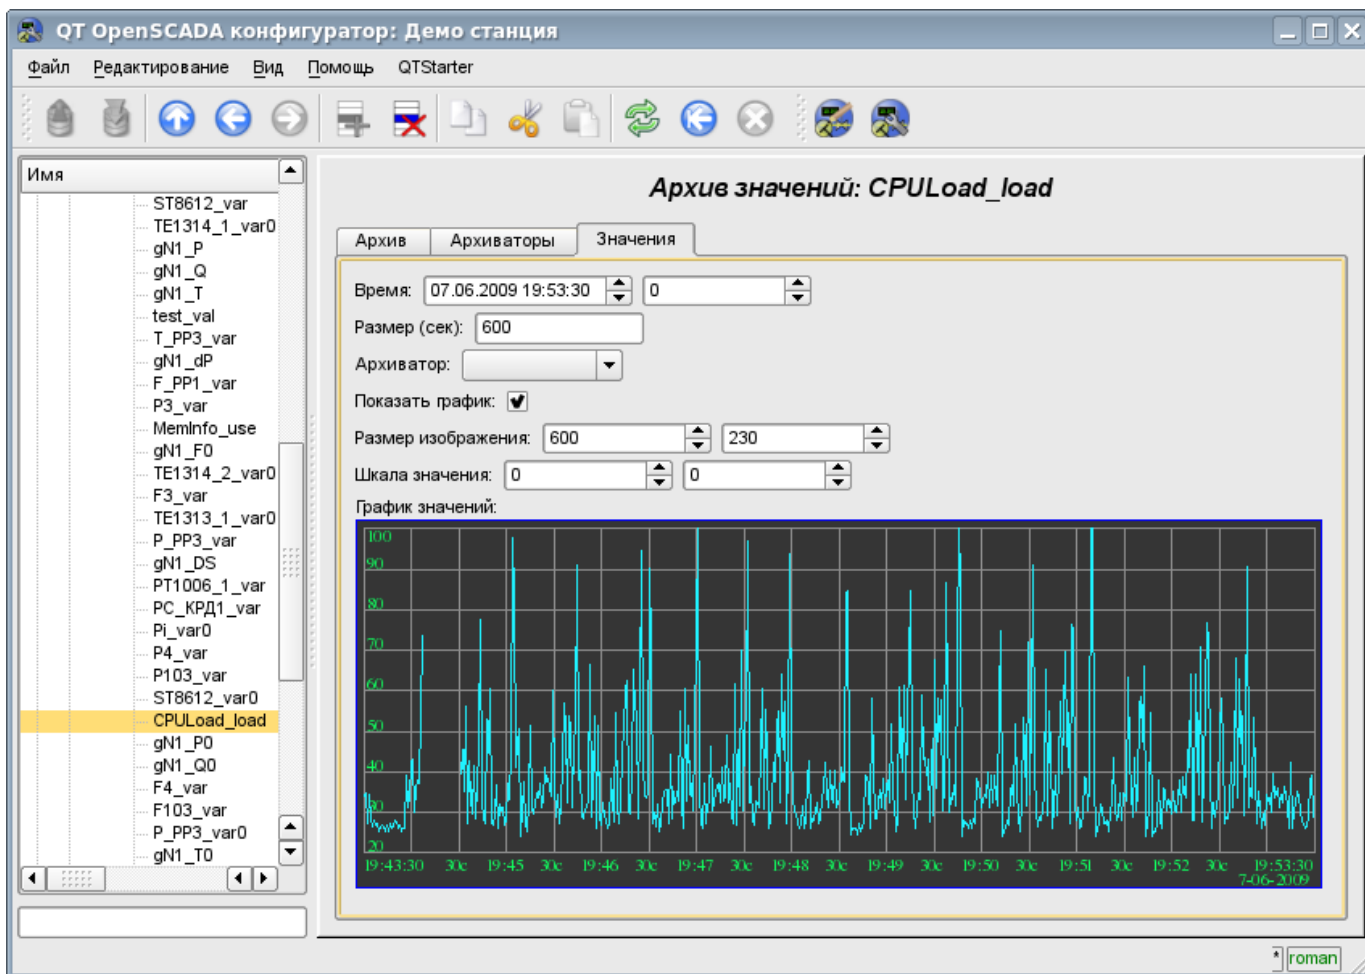 QT OpenSCADA конфигуратор: Демо станция
Файл Редактирование Вид Помощь QTStarter
Имя
ST8612_var
TE1314_1_var0
gN1_P
gN1_Q
gN1_T
test_val
T_PP3_var
gN1_dP
F_PP1_var
P3_var
MemInfo_use
gN1_F0
TE1314_2_var0
F3_var
TE1313_1_var0
P_PP3_var
gN1_DS
PT1006_1_var
PC_КРД1_var
Pi_var0
P4_var
P103_var
ST8612_var0
CPULoad_load
gN1_P0
gN1_Q0
F4_var
F103_var
P_PP3_var0
gN1_T0
Архив значений: CPULoad_load
Архив Архиваторы Значения
Время: 07.06.2009 19:53:30 0
Размер (сек): 600
Архиватор:
Показать график:
Размер изображения: 600 230
Шкала значения: 0 0
График значений:
100
90
80
70
60
50
40
30
20
19:43:30 30с 19:45 30с 19:46 30с 19:47 30с 19:48 30с 19:49 30с 19:50 30с 19:51 30с 19:52 30с 19:53:30
7-06-2009
* roman